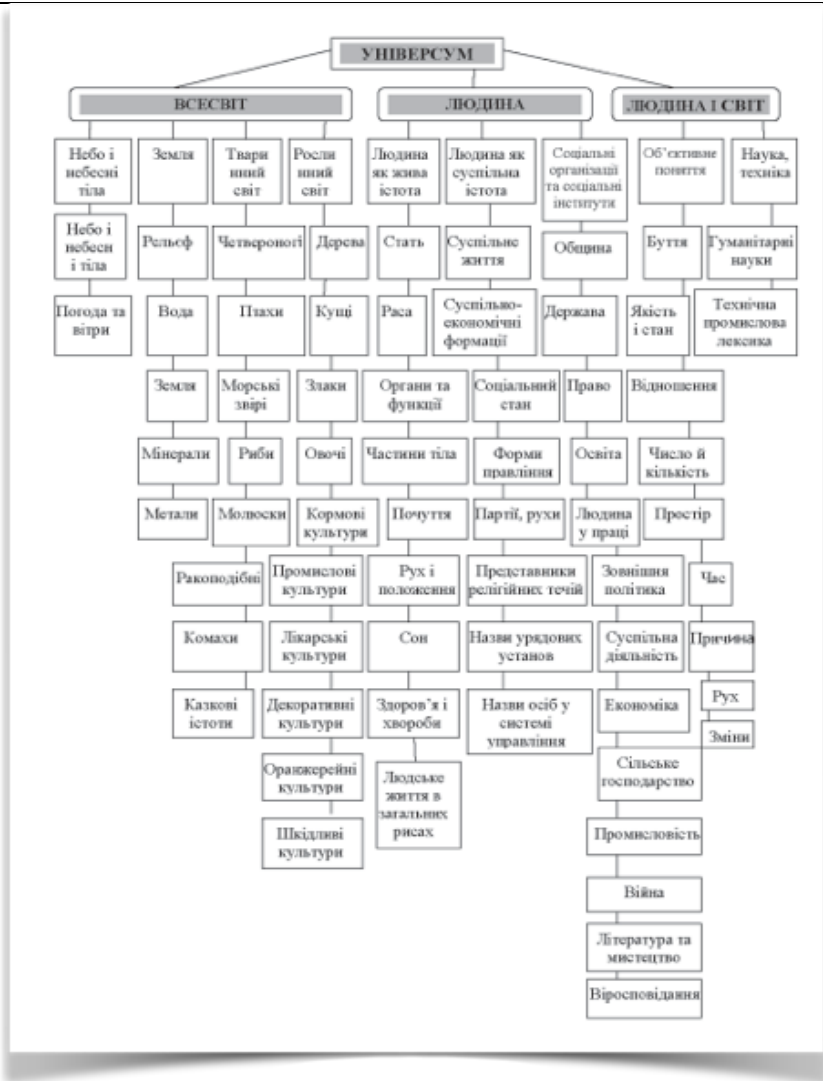 УНІВЕРСУМ
ВСЕСВІТ
ЛЮДИНА
ЛЮДИНА І СВІТ
Небо і
небесні
тіла
Земля
Твари
нний
світ
Росли
нний
світ
Людина
як жива
істота
Людина як
суспільна
істота
Соціальні
організації
та соціальні
інститути
Об’єктивне
поняття
Наука,
техніка
Небо і
небесн
і тіла
Рельєф
Четвероногі
Дерева
Стать
Суспільне
життя
Община
Буття
Гуманітарні
науки
Погода та
вітри
Вода
Птахи
Кущі
Раса
Суспільно-
економічні
формації
Держава
Якість
і стан
Технічна
промислова
лексика
Земля
Морські
звірі
Злаки
Органи та
функції
Соціальний
стан
Право
Відношення
Мінерали
Риби
Овочі
Частини тіла
Форми
правління
Освіта
Число й
кількість
Метали
Молюски
Кормові
культури
Почуття
Партії, рухи
Людина
у праці
Простір
Ракоподібні
Промислові
культури
Рух і
положення
Представники
релігійних течій
Зовнішня
політика
Час
Комахи
Лікарські
культури
Сон
Назви урядових
установ
Суспільна
діяльність
Причина
Казкові
істоти
Декоративні
культури
Здоров’я і
хвороби
Назви осіб у
системі
управління
Економіка
Рух
Зміни
Оранжерейні
культури
Людське
життя в
загальних
рисах
Сільське
господарство
Шкідливі
культури
Промисловість
Війна
Література та
мистецтво
Віросповідання